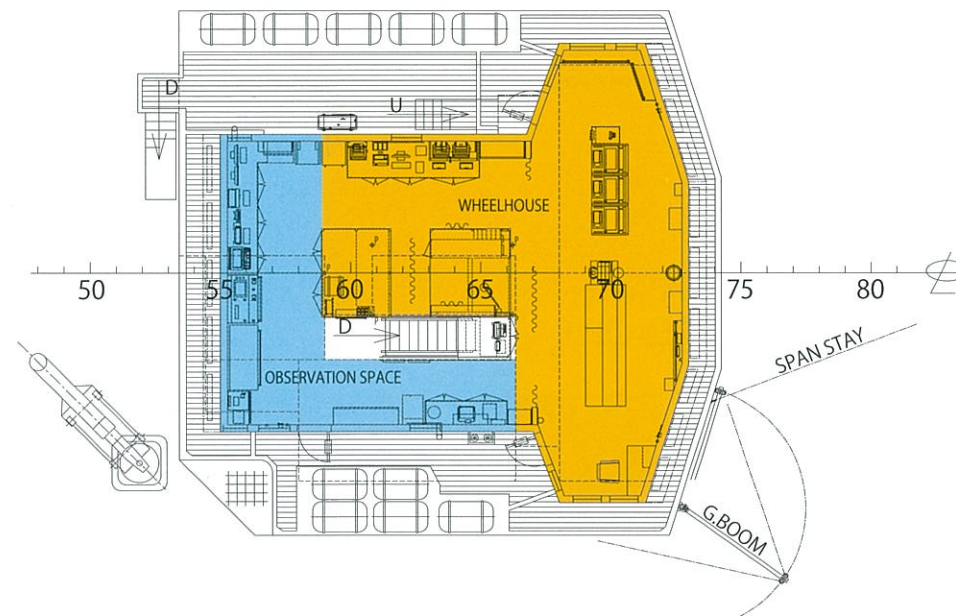 D
U
WHEELHOUSE
50
55
60
65
70
75
80
D
OBSERVATION SPACE
SPAN STAY
G.BOOM